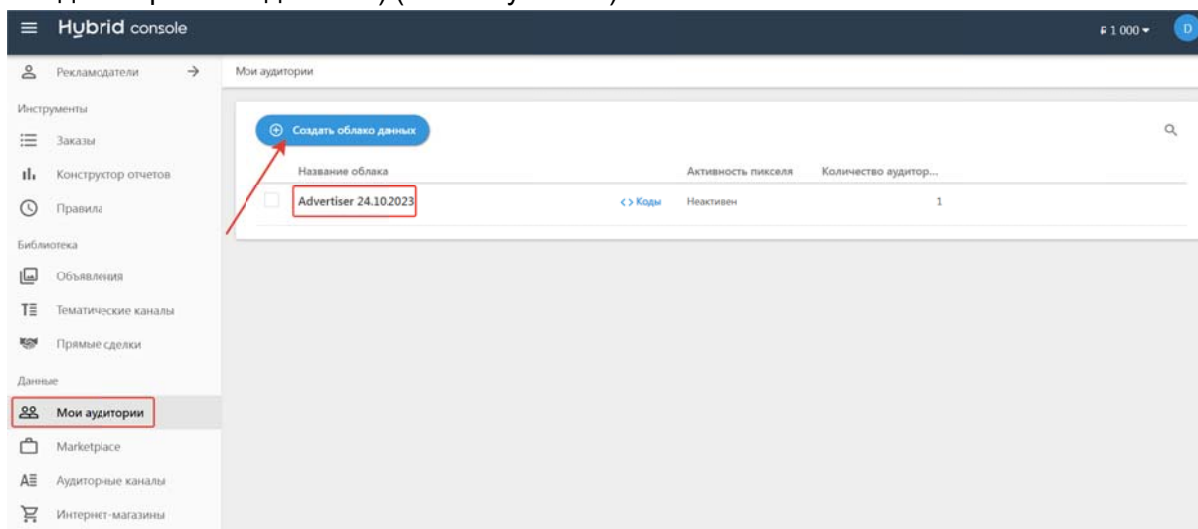 Hybrid console
₽ 1 000
D
Рекламодатели
Мои аудитории
Инструменты
Создать облако данных
Заказы
Название облака
Активность пикселя
Количество аудитор...
Конструктор отчетов
Advertiser 24.10.2023
<> Коды
Неактивен
1
Правила
Библиотека
Объявления
Тематические каналы
Прямые сделки
Данные
Мои аудитории
Marketplace
Аудиторные каналы
Интернет-магазины